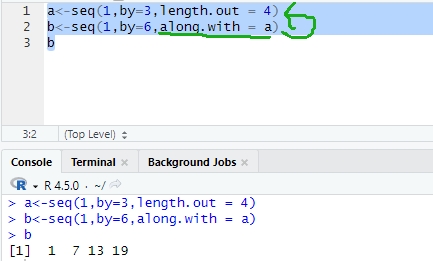 1 a<-seq(1,by=3,length.out = 4)
2 b<-seq(1,by=6,along.with = a)
3 b
3:2 (Top Level)
Console Terminal × Background Jobs ×
R 4.5.0 · ~/
> a<-seq(1,by=3,length.out = 4)
> b<-seq(1,by=6,along.with = a)
> b
[1]  1  7 13 19